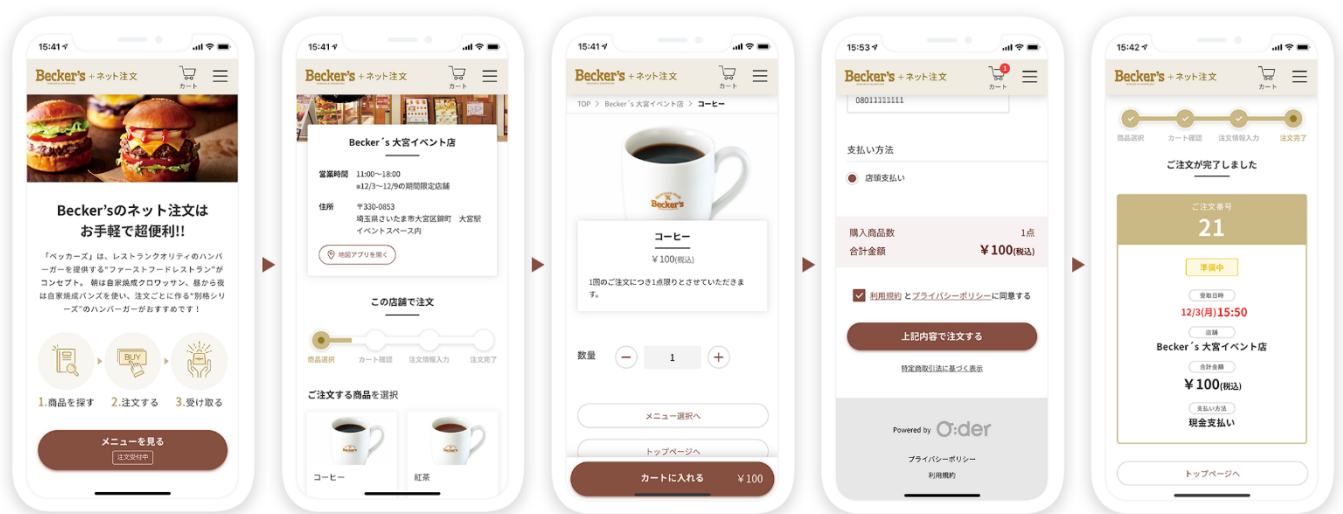 15:41
Becker's + ネット注文
カート
Becker'sのネット注文は
お手軽で超便利!!
「ベッカーズ」は、レストランクオリティのハンバ
ーガーを提供する"ファーストフードレストラン"が
コンセプト。 朝は自家焼成クロワッサン、昼から夜
は自家焼成バンズを使い、注文ごとに作る"別格シリ
ーズ"のハンバーガーがおすすめです！
BUY
1.商品を探す 2.注文する 3.受け取る
メニューを見る
注文受付中
15:41
Becker's + ネット注文
カート
Becker´s 大宮イベント店
営業時間 11:00〜18:00
※12/3〜12/9の期間限定店舗
住所 〒330-0853
埼玉県さいたま市大宮区錦町 大宮駅
イベントスペース内
地図アプリを開く
この店舗で注文
商品選択 カート確認 注文情報入力 注文完了
ご注文する商品を選択
コーヒー 紅茶
15:41
Becker's + ネット注文
カート
TOP > Becker´s 大宮イベント店 > コーヒー
Becker's
コーヒー
¥100(税込)
1回のご注文につき1点限りとさせていただきま
す。
数量 − 1 +
メニュー選択へ
トップページへ
カートに入れる ¥100
15:53
Becker's + ネット注文
1
カート
08011111111
支払い方法
店頭支払い
購入商品数 1点
合計金額 ¥100(税込)
利用規約 とプライバシーポリシーに同意する
上記内容で注文する
特定商取引法に基づく表示
Powered by O:der
プライバシーポリシー
利用規約
15:42
Becker's + ネット注文
カート
商品選択 カート確認 注文情報入力 注文完了
ご注文が完了しました
ご注文番号
21
準備中
受取日時
12/3(月)15:50
店舗
Becker´s 大宮イベント店
合計金額
¥100(税込)
支払い方法
現金支払い
トップページへ